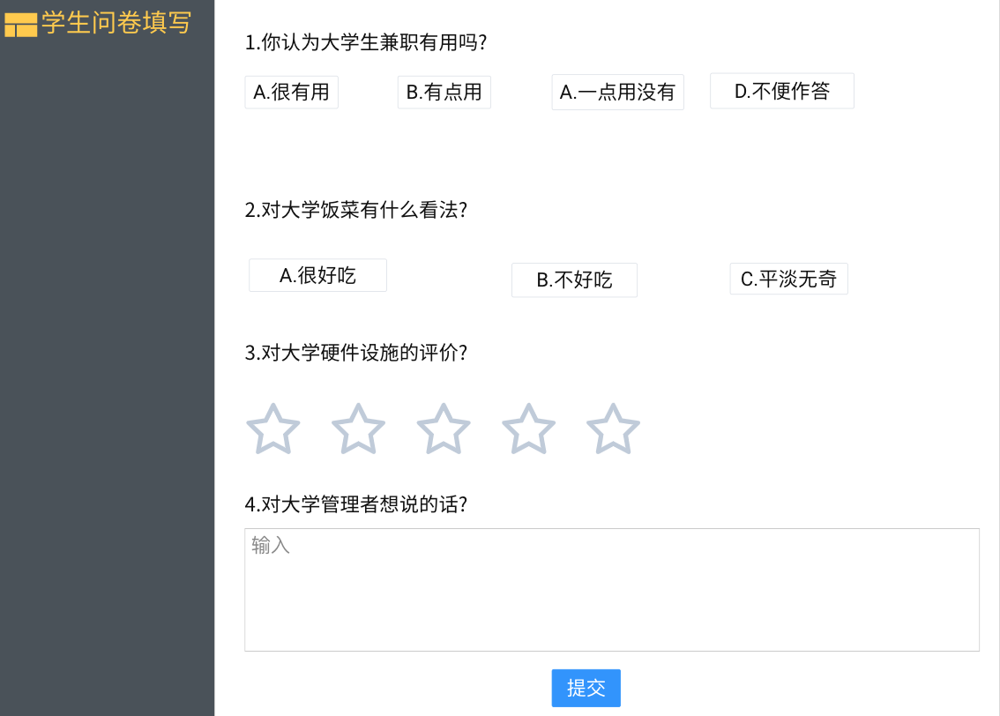 学生问卷填写
1.你认为大学生兼职有用吗?
A.很有用 B.有点用 A.一点用没有 D.不便作答
2.对大学饭菜有什么看法?
A.很好吃 B.不好吃 C.平淡无奇
3.对大学硬件设施的评价?
4.对大学管理者想说的话?
输入
提交